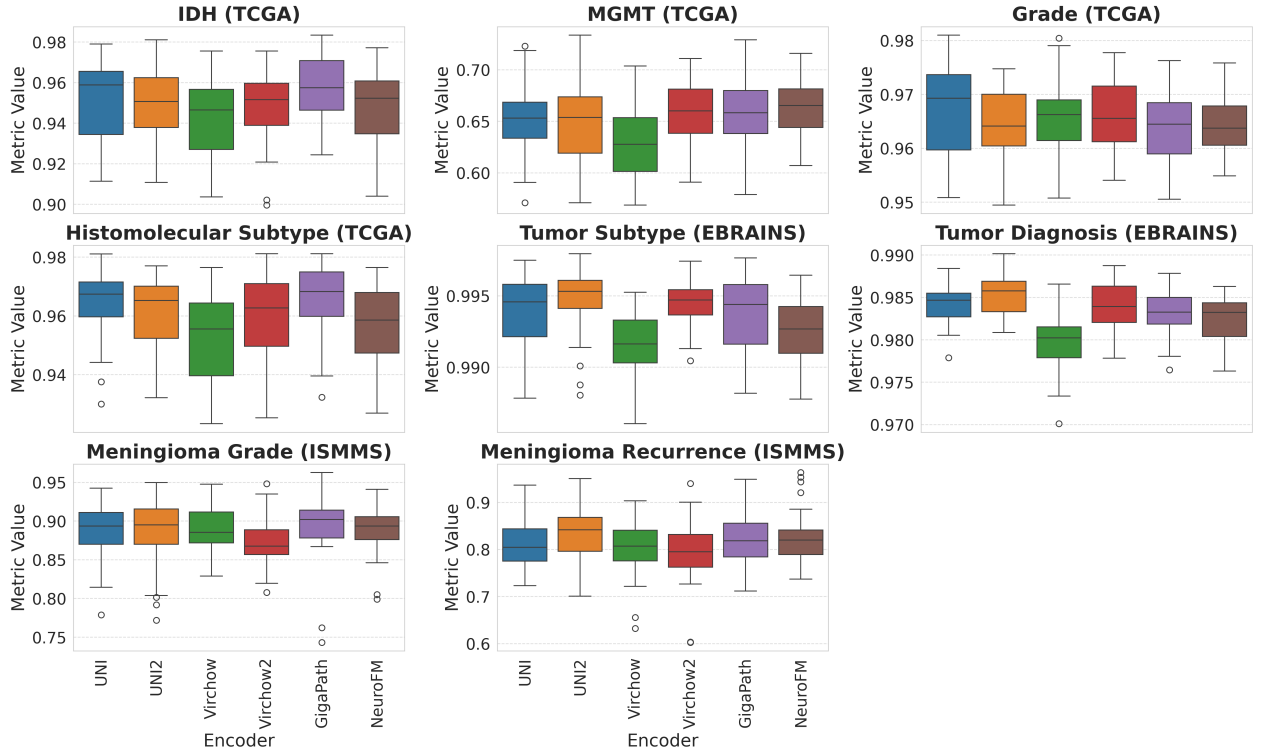 IDH (TCGA)
Metric Value
0.98
0.96
0.94
0.92
0.90
MGMT (TCGA)
Metric Value
0.70
0.65
0.60
Grade (TCGA)
Metric Value
0.98
0.97
0.96
0.95
Histomolecular Subtype (TCGA)
Metric Value
0.98
0.96
0.94
Tumor Subtype (EBRAINS)
Metric Value
0.995
0.990
Tumor Diagnosis (EBRAINS)
Metric Value
0.990
0.985
0.980
0.975
0.970
Meningioma Grade (ISMMS)
Metric Value
0.95
0.90
0.85
0.80
0.75
UNI
UNI2
Virchow
Virchow2
GigaPath
NeuroFM
Encoder
Meningioma Recurrence (ISMMS)
Metric Value
0.9
0.8
0.7
0.6
UNI
UNI2
Virchow
Virchow2
GigaPath
NeuroFM
Encoder